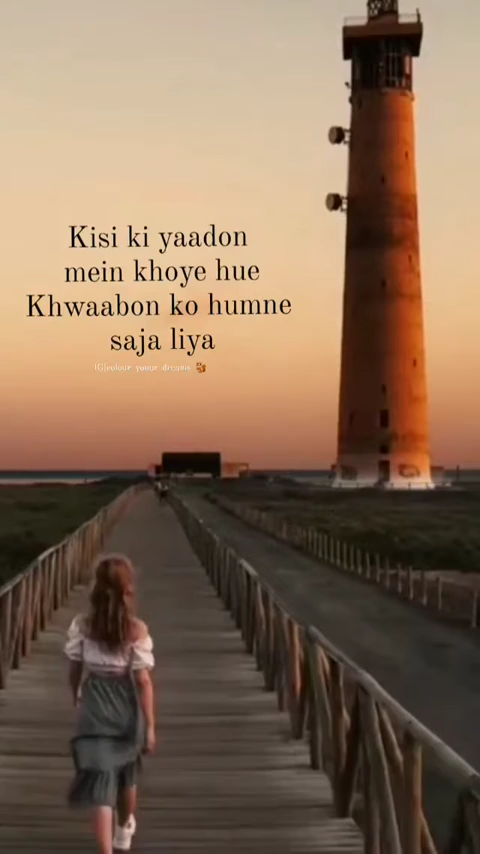 Kisi ki yaadon
mein khoye hue
Khwaabon ko humne
saja liya